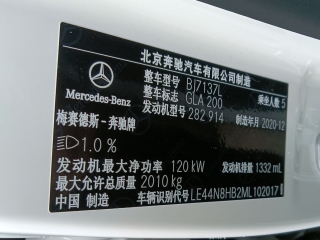 北京奔驰汽车有限公司制造
整车型号 BJ7137L
整车标志 GLA 200 乘坐人数 5
发动机型号 282 914 制造年月 2020-12
Mercedes-Benz
梅赛德斯-奔驰牌
1.0 %
发动机最大净功率 120 kW 发动机排量 1332 mL
最大允许总质量 2010 kg
中国 制造 车辆识别代号 LE44N8HB2ML102017